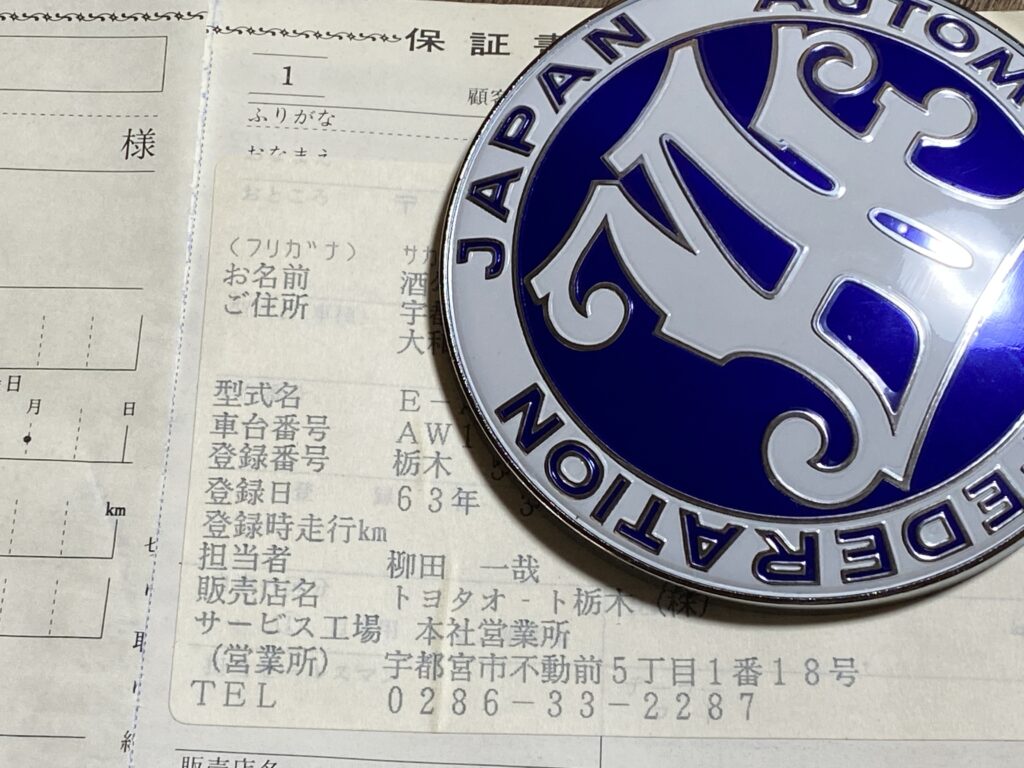 保証書
1
顧客
ふりがな
おなまえ
おところ 〒
様
(フリガナ) サカ
お名前 酒
ご住所 宇
大和
型式名 E-
車台番号 AW1
登録番号 栃木
登録日 63年
登録時走行km
担当者 柳田 一哉
販売店名 トヨタオ-ト栃木(株)
サービス工場 本社営業所
(営業所) 宇都宮市不動前5丁目1番18号
TEL 0286-33-2287
販売店名
日
月 日
km
取
JAPAN AUTOM
FEDERATION